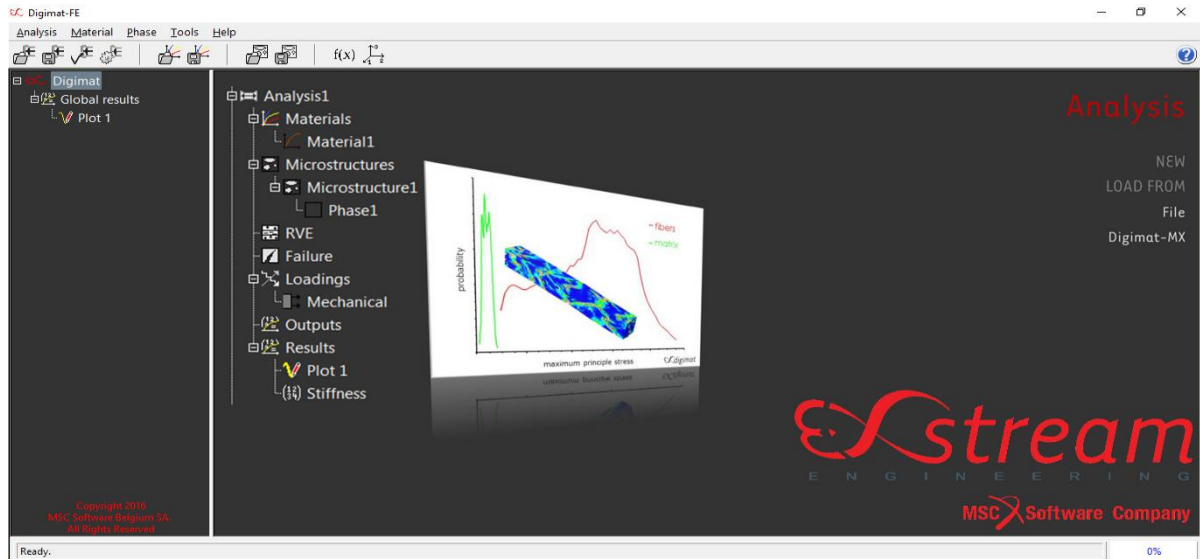 Digimat-FE
Analysis Material Phase Tools Help
f(x)
Digimat
Global results
Plot 1
Analysis1
Materials
Material1
Microstructures
Microstructure1
Phase1
RVE
Failure
Loadings
Mechanical
Outputs
Results
Plot 1
Stiffness
probability
fibers
matrix
maximum principle stress
digimat
Analysis
NEW
LOAD FROM
File
Digimat-MX
eXstream
ENGINEERING
MSC Software Company
Copyright 2016
MSC Software Belgium SA.
All Rights Reserved
Ready.
0%